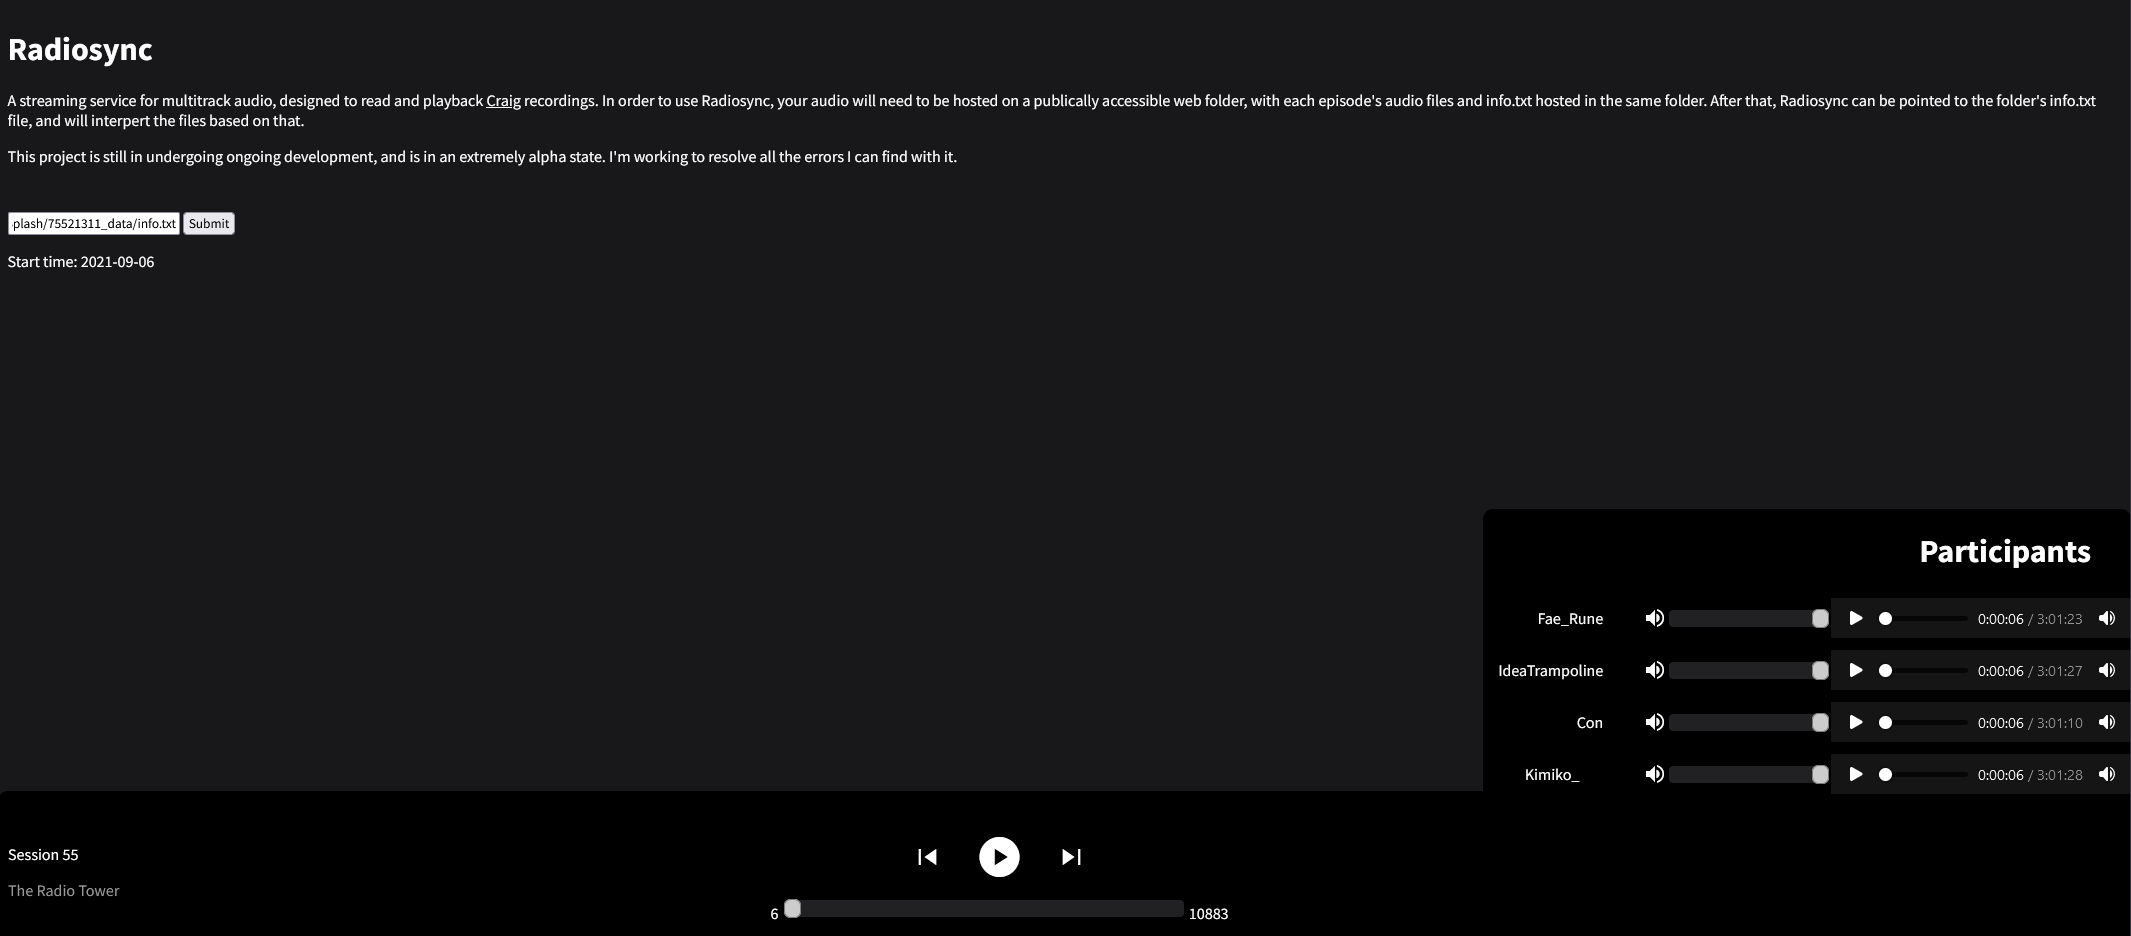 Radiosync
A streaming service for multitrack audio, designed to read and playback Craig recordings. In order to use Radiosync, your audio will need to be hosted on a publically accessible web folder, with each episode's audio files and info.txt hosted in the same folder. After that, Radiosync can be pointed to the folder's info.txt
file, and will interpert the files based on that.
This project is still in undergoing ongoing development, and is in an extremely alpha state. I'm working to resolve all the errors I can find with it.
plash/75521311_data/info.txt Submit
Start time: 2021-09-06
Participants
Fae_Rune 0:00:06 / 3:01:23
IdeaTrampoline 0:00:06 / 3:01:27
Con 0:00:06 / 3:01:10
Kimiko_ 0:00:06 / 3:01:28
Session 55
The Radio Tower
6 10883